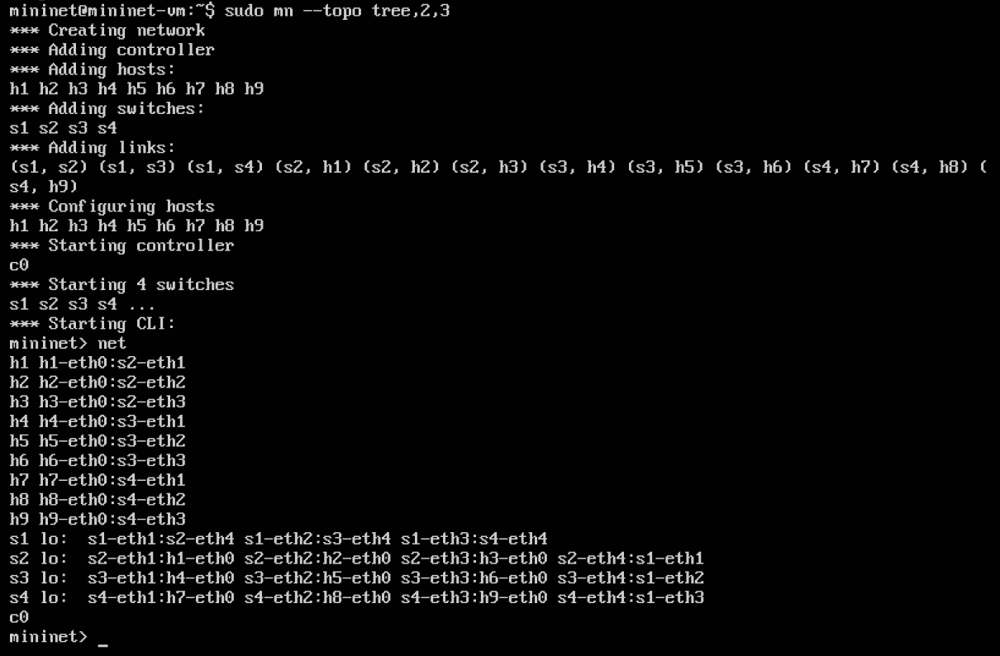 mininet@mininet-vm:~$ sudo mn --topo tree,2,3
*** Creating network
*** Adding controller
*** Adding hosts:
h1 h2 h3 h4 h5 h6 h7 h8 h9
*** Adding switches:
s1 s2 s3 s4
*** Adding links:
(s1, s2) (s1, s3) (s1, s4) (s2, h1) (s2, h2) (s2, h3) (s3, h4) (s3, h5) (s3, h6) (s4, h7) (s4, h8) (
s4, h9)
*** Configuring hosts
h1 h2 h3 h4 h5 h6 h7 h8 h9
*** Starting controller
c0
*** Starting 4 switches
s1 s2 s3 s4 ...
*** Starting CLI:
mininet> net
h1 h1-eth0:s2-eth1
h2 h2-eth0:s2-eth2
h3 h3-eth0:s2-eth3
h4 h4-eth0:s3-eth1
h5 h5-eth0:s3-eth2
h6 h6-eth0:s3-eth3
h7 h7-eth0:s4-eth1
h8 h8-eth0:s4-eth2
h9 h9-eth0:s4-eth3
s1 lo:  s1-eth1:s2-eth4 s1-eth2:s3-eth4 s1-eth3:s4-eth4
s2 lo:  s2-eth1:h1-eth0 s2-eth2:h2-eth0 s2-eth3:h3-eth0 s2-eth4:s1-eth1
s3 lo:  s3-eth1:h4-eth0 s3-eth2:h5-eth0 s3-eth3:h6-eth0 s3-eth4:s1-eth2
s4 lo:  s4-eth1:h7-eth0 s4-eth2:h8-eth0 s4-eth3:h9-eth0 s4-eth4:s1-eth3
c0
mininet> _